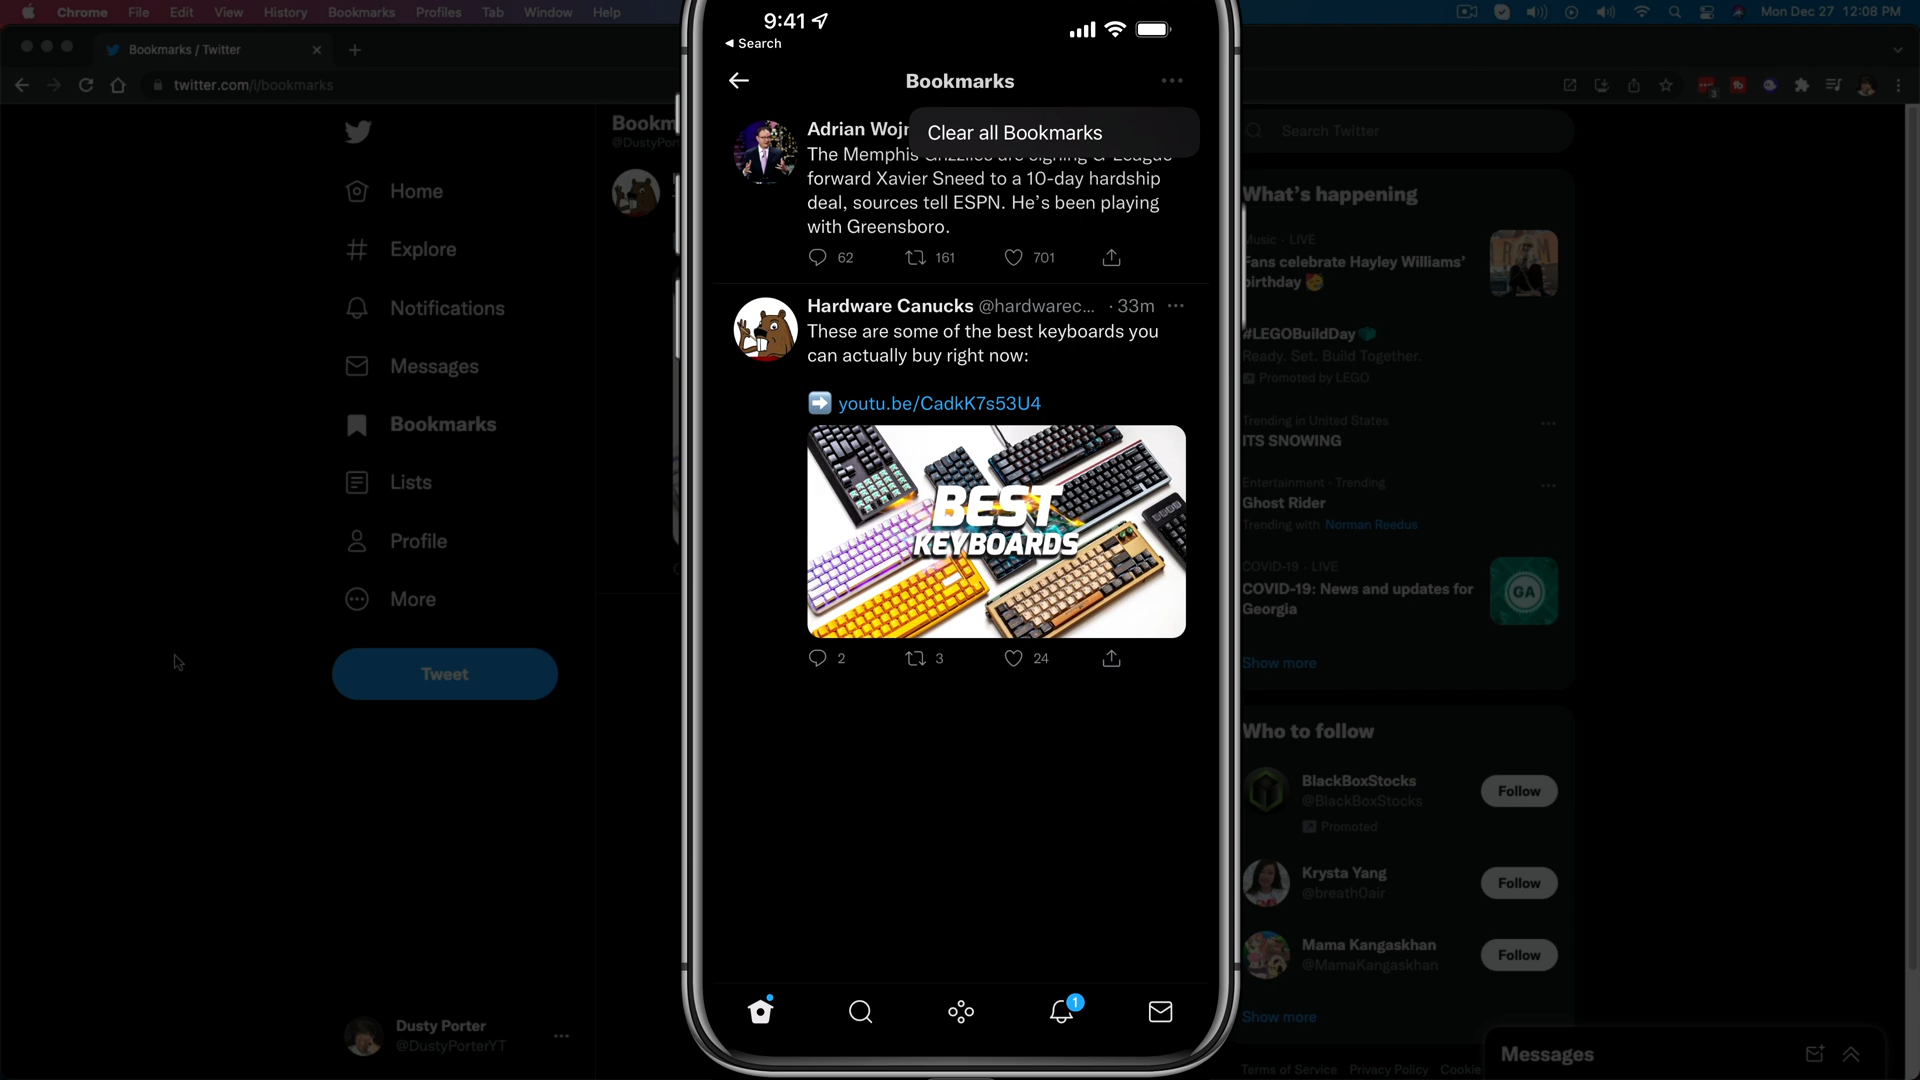 Chrome File Edit View History Bookmarks Profiles Tab Window Help
Mon Dec 27 12:08 PM
Bookmarks / Twitter
twitter.com/i/bookmarks
3
Home
Explore
Notifications
Messages
Bookmarks
Lists
Profile
More
Tweet
Dusty Porter
@DustyPorterYT
Bookm
@DustyPor
9:41
Search
Bookmarks
Clear all Bookmarks
Adrian Wojn
The Memphis Grizzlies are signing G League
forward Xavier Sneed to a 10-day hardship
deal, sources tell ESPN. He's been playing
with Greensboro.
62 161 701
Hardware Canucks @hardwarec... · 33m
These are some of the best keyboards you
can actually buy right now:
➡️ youtu.be/CadkK7s53U4
BEST
KEYBOARDS
2 3 24
1
Search Twitter
What's happening
Music · LIVE
Fans celebrate Hayley Williams'
birthday 🥳
#LEGOBuildDay
Ready. Set. Build Together.
Promoted by LEGO
Trending in United States
ITS SNOWING
Entertainment · Trending
Ghost Rider
Trending with Norman Reedus
COVID-19 · LIVE
COVID-19: News and updates for
Georgia
GA
Show more
Who to follow
BlackBoxStocks
@BlackBoxStocks
Follow
Promoted
Krysta Yang
@breath0air
Follow
Mama Kangaskhan
@MamaKangaskhan
Follow
Show more
Terms of Service Privacy Policy Cookie
Messages